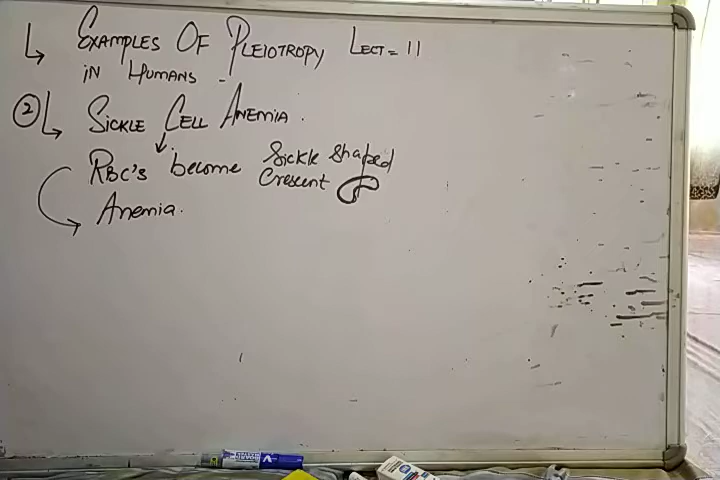 ↳ EXAMPLES OF PLEIOTROPY LECT = 11
IN HUMANS -
② ↳ SICKLE CELL ANEMIA.
RBC's become Sickle Shaped
Crescent
Anemia.